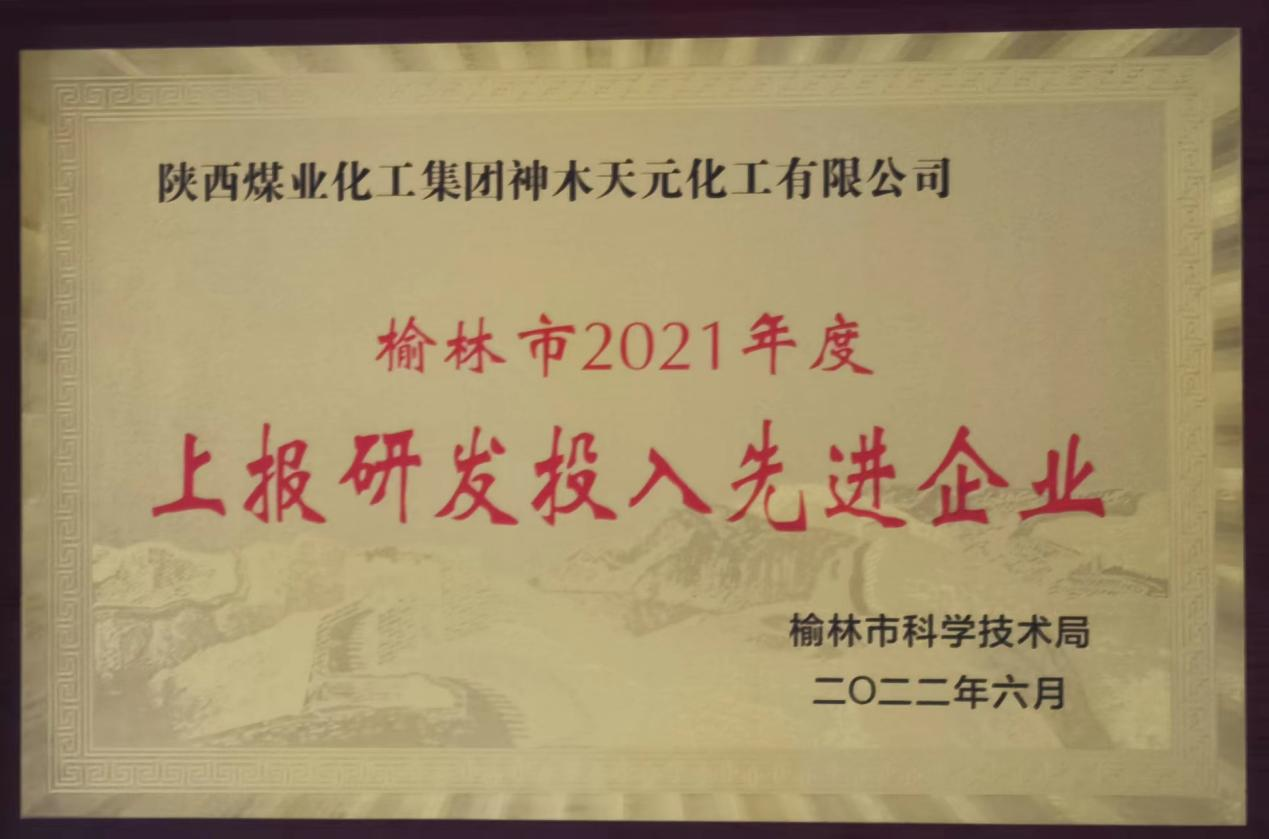 陕西煤业化工集团神木天元化工有限公司
榆林市2021年度
上报研发投入先进企业
榆林市科学技术局
二〇二二年六月